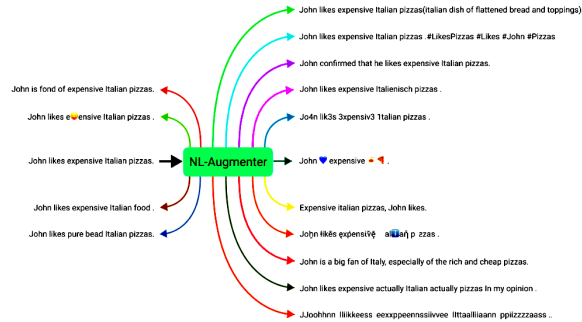 John likes expensive Italian pizzas(italian dish of flattened bread and toppings)
John likes expensive Italian pizzas .#LikesPizzas #Likes #John #Pizzas
John confirmed that he likes expensive Italian pizzas.
John is fond of expensive Italian pizzas.
John likes expensive Italienisch pizzas .
John likes e😛ensive Italian pizzas .
Jo4n lik3s 3xpensiv3 1talian pizzas .
John likes expensive Italian pizzas.
NL-Augmenter
John 💙 expensive 🍕 .
John likes expensive Italian food .
Expensive italian pizzas, John likes.
John likes pure bead Italian pizzas.
John is a big fan of Italy, especially of the rich and cheap pizzas.
John likes expensive actually Italian actually pizzas In my opinion .
JJoohhnn lliikkeess eexxppeennssiivvee IIttaalliiaann ppiizzzzaass ..